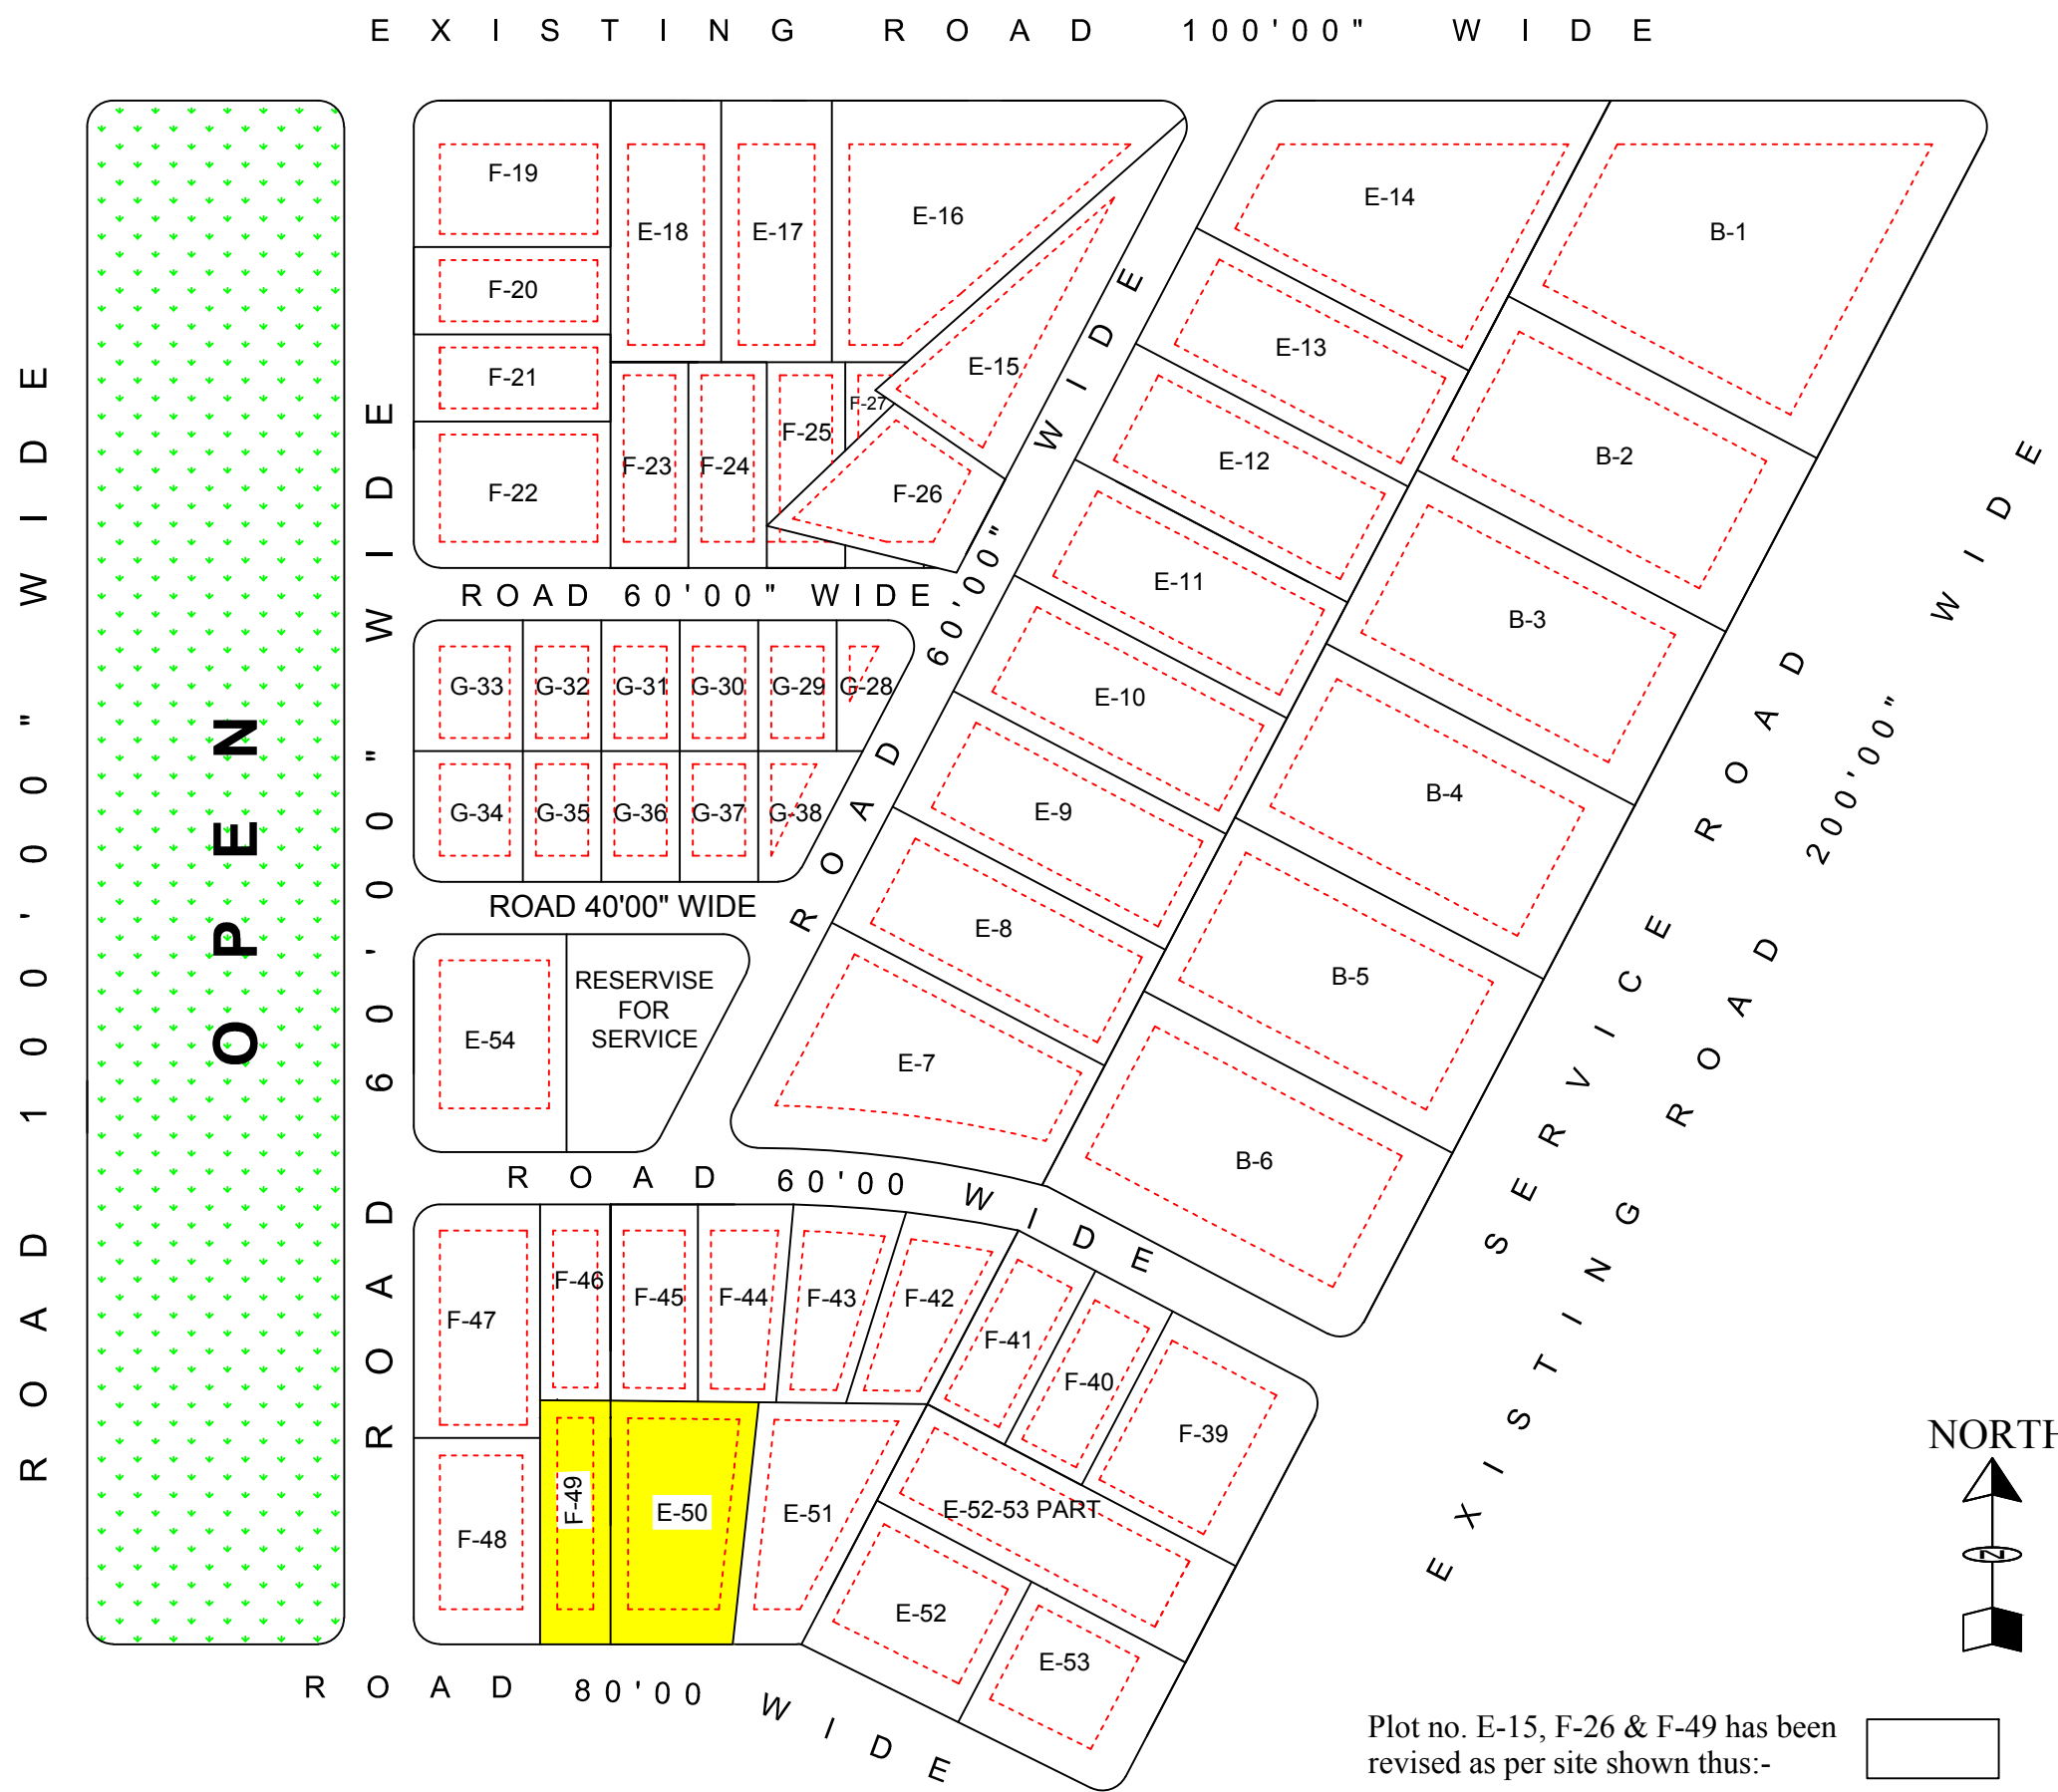 EXISTING ROAD 100'00" WIDE
ROAD 100'00" WIDE
OPEN
ROAD 60'00" WIDE
F-19
E-18
E-17
E-16
E-14
B-1
F-20
F-21
E-15
E-13
F-27
F-25
F-22
F-23
F-24
F-26
E-12
B-2
ROAD 60'00" WIDE
ROAD 60'00" WIDE
E-11
B-3
G-33
G-32
G-31
G-30
G-29
G-28
E-10
G-34
G-35
G-36
G-37
G-38
E-9
B-4
ROAD 40'00" WIDE
E-8
B-5
E-54
RESERVISE
FOR
SERVICE
E-7
B-6
SERVICE ROAD
EXISTING ROAD 200'00" WIDE
ROAD 60'00 WIDE
F-47
F-46
F-45
F-44
F-43
F-42
F-41
F-40
F-39
F-48
F-49
E-50
E-51
E-52-53 PART
E-52
E-53
ROAD 80'00 WIDE
NORTH
N
Plot no. E-15, F-26 & F-49 has been
revised as per site shown thus:-